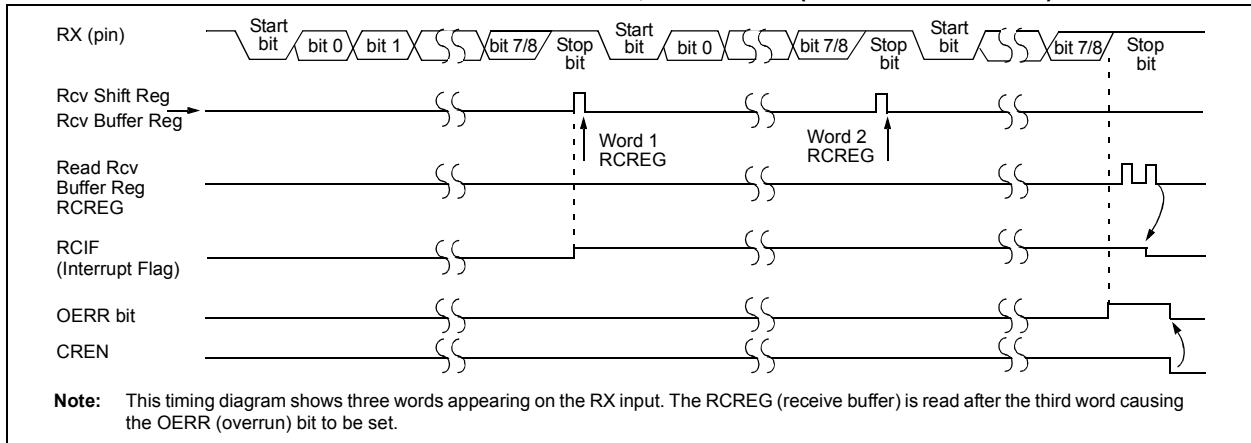 RX (pin)
Start bit
bit 0
bit 1
bit 7/8
Stop bit
Start bit
bit 0
bit 7/8
Stop bit
Start bit
bit 7/8
Stop bit
Rcv Shift Reg
Rcv Buffer Reg
Word 1
RCREG
Word 2
RCREG
Read Rcv
Buffer Reg
RCREG
RCIF
(Interrupt Flag)
OERR bit
CREN
Note: This timing diagram shows three words appearing on the RX input. The RCREG (receive buffer) is read after the third word causing
the OERR (overrun) bit to be set.